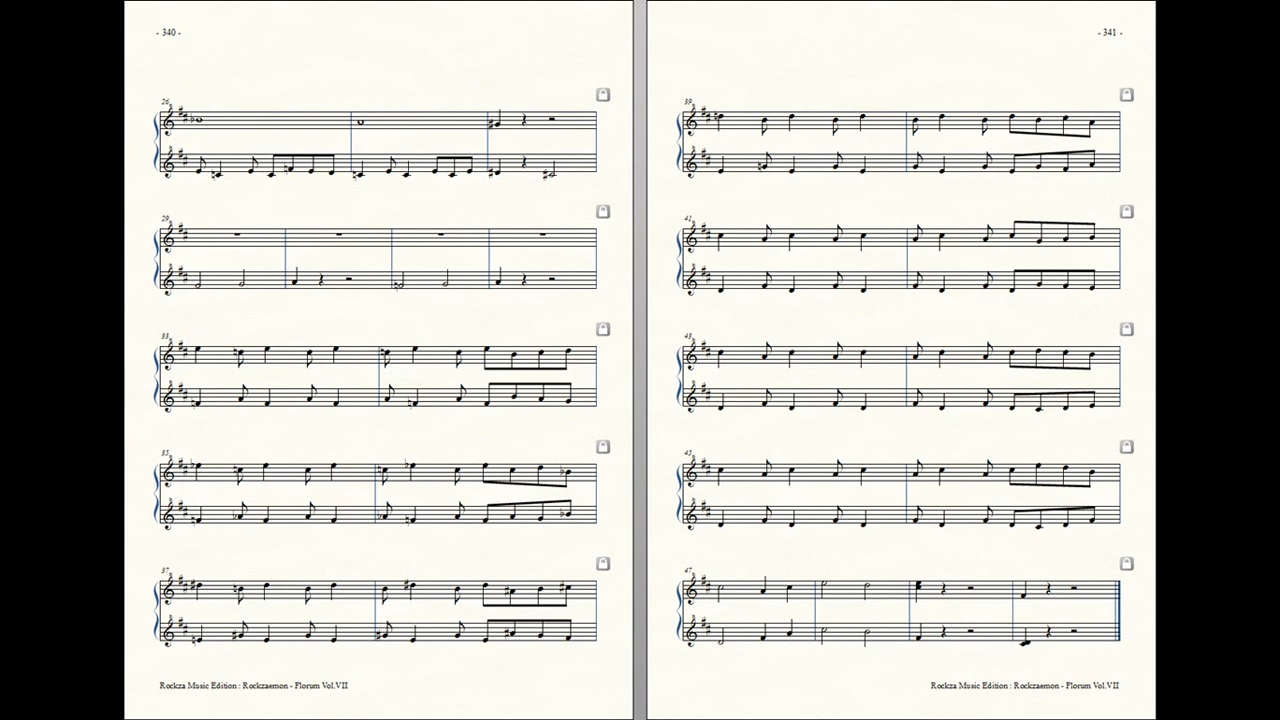 - 340 -
26
29
33
35
37
Rockza Music Edition : Rockzaemon - Florum Vol.VII
- 341 -
39
41
43
45
47
Rockza Music Edition : Rockzaemon - Florum Vol.VII